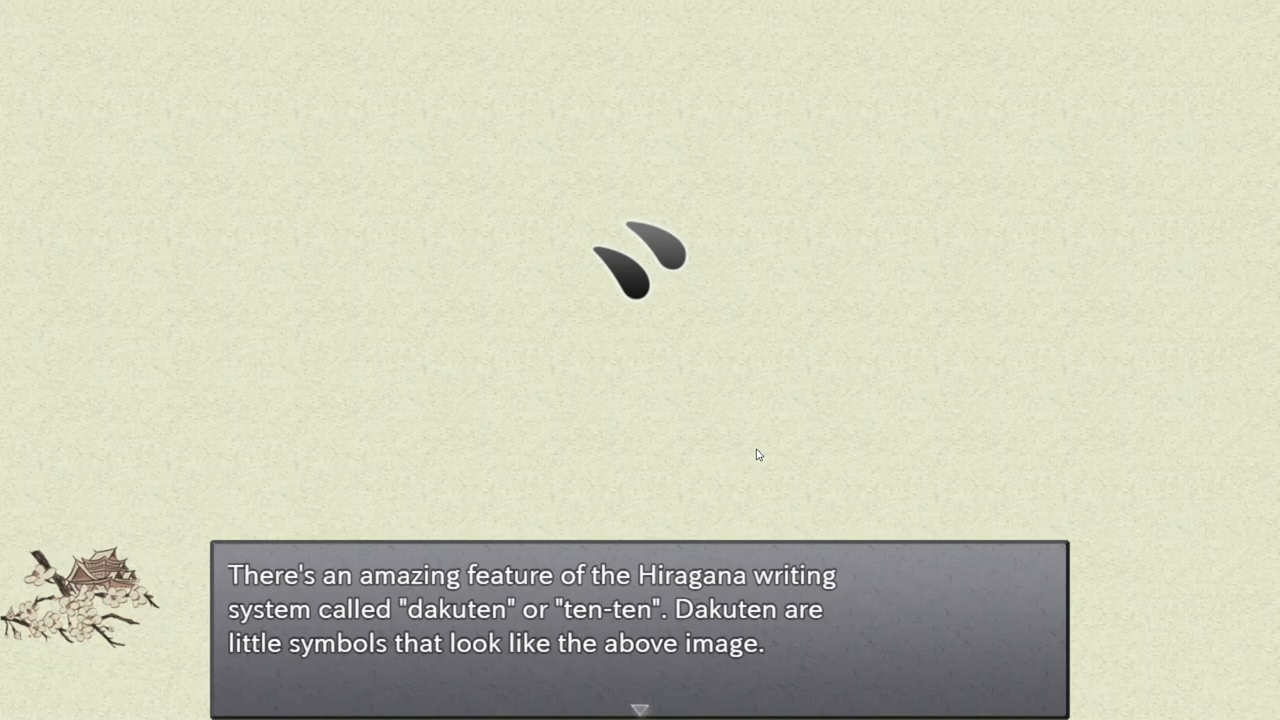 There's an amazing feature of the Hiragana writing
system called "dakuten" or "ten-ten". Dakuten are
little symbols that look like the above image.